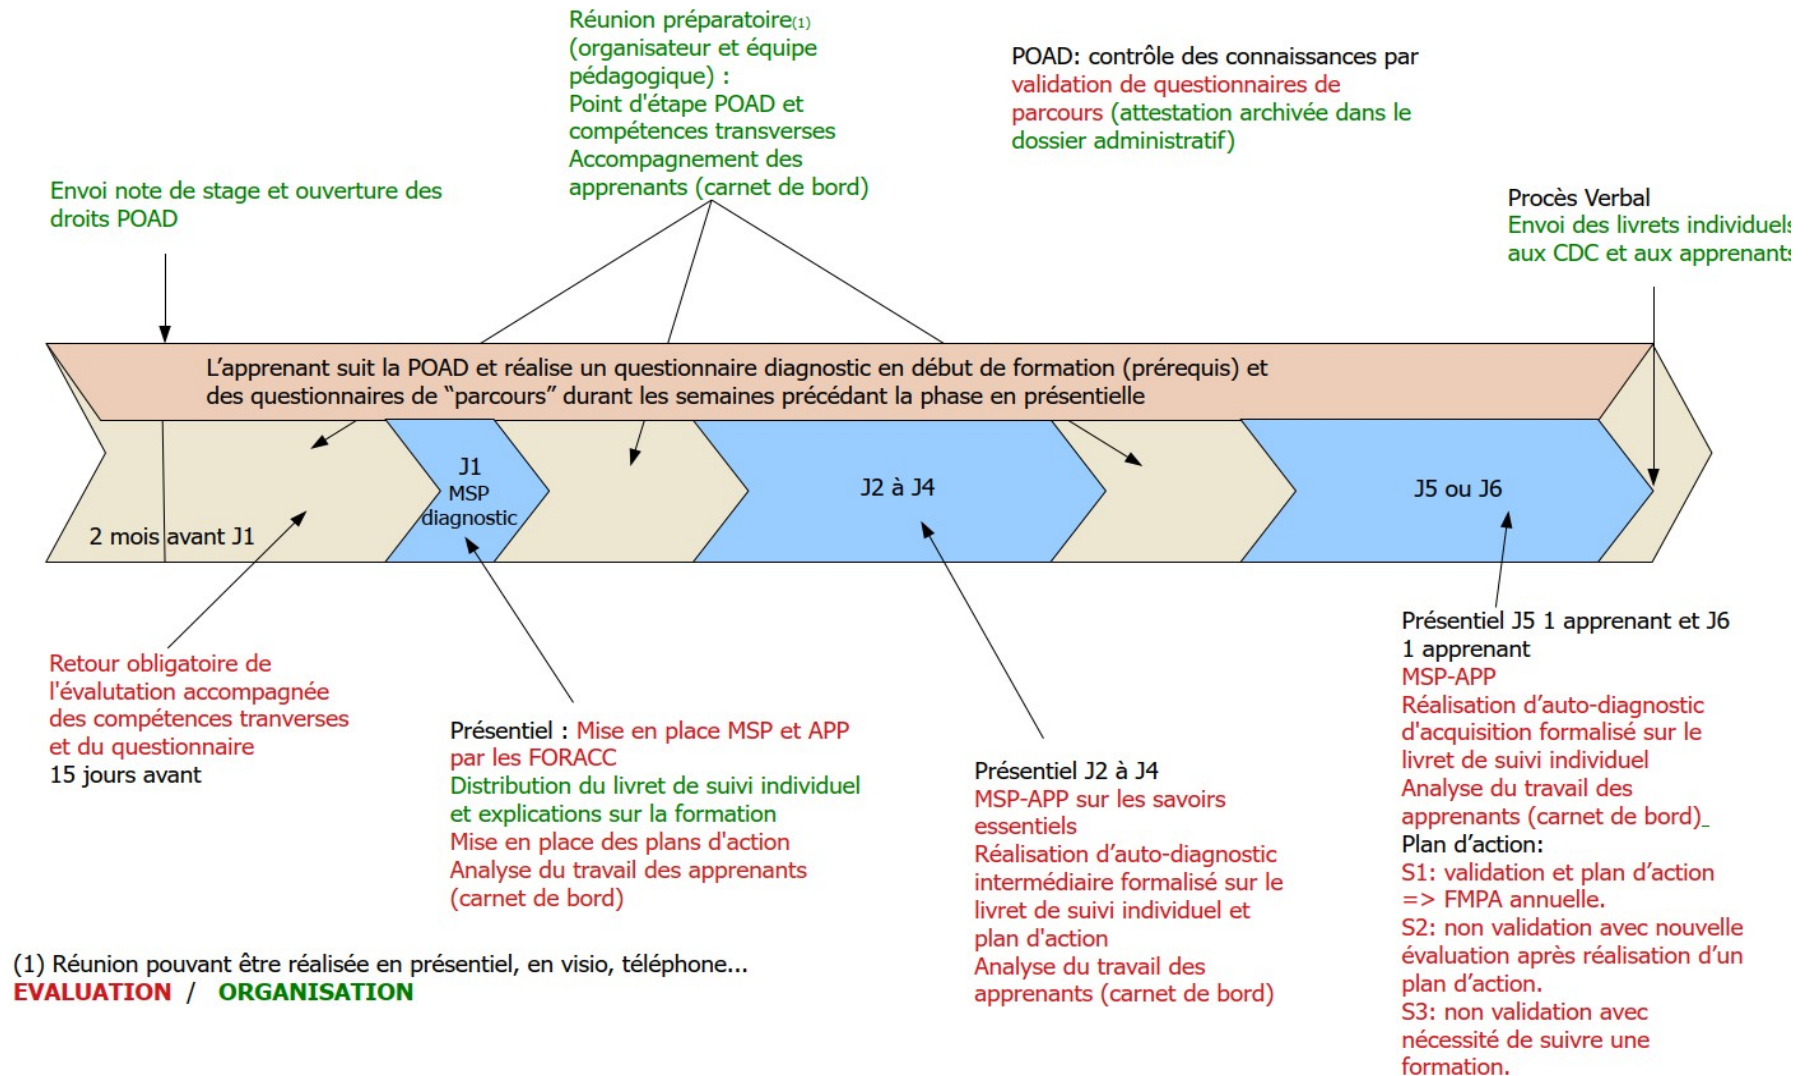 Réunion préparatoire(1)
(organisateur et équipe
pédagogique) :
Point d'étape POAD et
compétences transverses
Accompagnement des
apprenants (carnet de bord)
POAD: contrôle des connaissances par
validation de questionnaires de
parcours (attestation archivée dans le
dossier administratif)
Envoi note de stage et ouverture des
droits POAD
Procès Verbal
Envoi des livrets individuels
aux CDC et aux apprenants
L'apprenant suit la POAD et réalise un questionnaire diagnostic en début de formation (prérequis) et
des questionnaires de "parcours" durant les semaines précédant la phase en présentielle
2 mois avant J1
J1
MSP
diagnostic
J2 à J4
J5 ou J6
Retour obligatoire de
l'évalutation accompagnée
des compétences tranverses
et du questionnaire
15 jours avant
Présentiel : Mise en place MSP et APP
par les FORACC
Distribution du livret de suivi individuel
et explications sur la formation
Mise en place des plans d'action
Analyse du travail des apprenants
(carnet de bord)
Présentiel J2 à J4
MSP-APP sur les savoirs
essentiels
Réalisation d'auto-diagnostic
intermédiaire formalisé sur le
livret de suivi individuel et
plan d'action
Analyse du travail des
apprenants (carnet de bord)
Présentiel J5 1 apprenant et J6
1 apprenant
MSP-APP
Réalisation d'auto-diagnostic
d'acquisition formalisé sur le
livret de suivi individuel
Analyse du travail des
apprenants (carnet de bord)
Plan d'action:
S1: validation et plan d'action
=> FMPA annuelle.
S2: non validation avec nouvelle
évaluation après réalisation d'un
plan d'action.
S3: non validation avec
nécessité de suivre une
formation.
(1) Réunion pouvant être réalisée en présentiel, en visio, téléphone...
EVALUATION / ORGANISATION